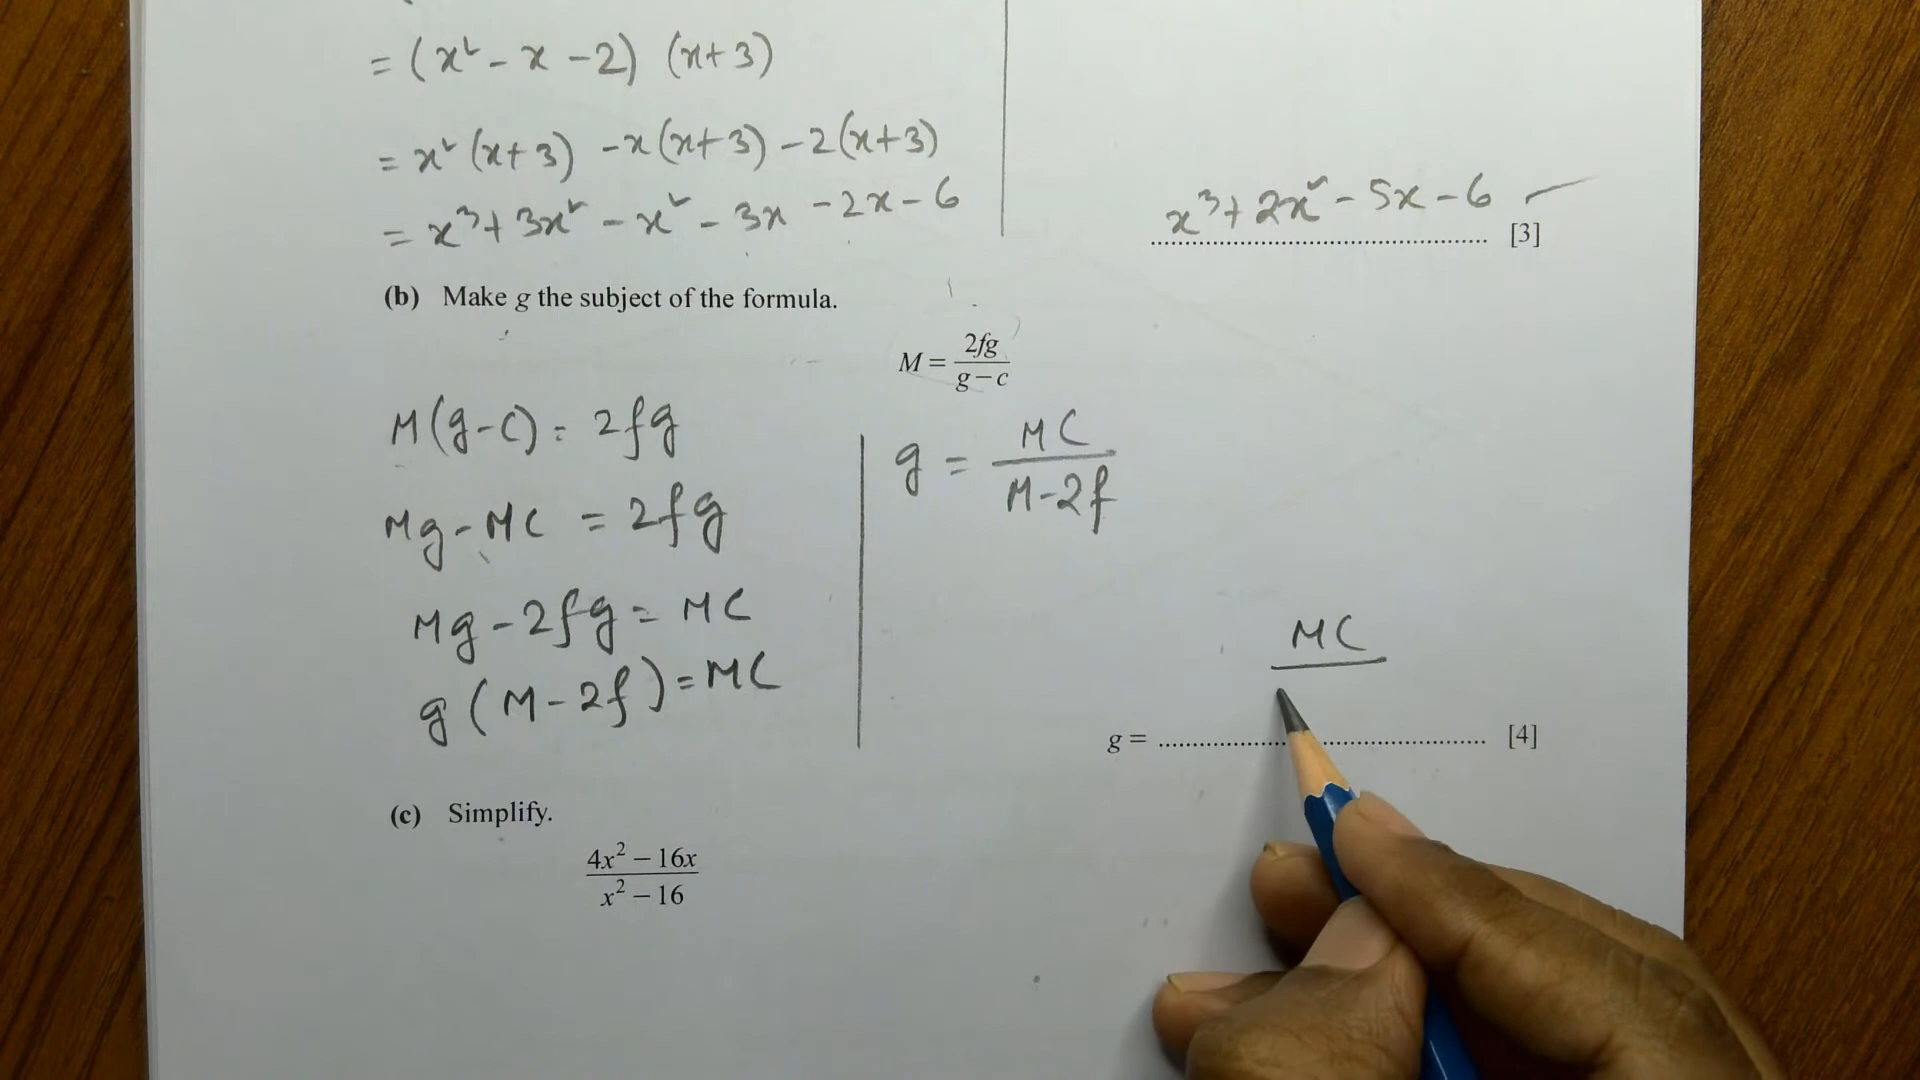 = (x² - x - 2) (x+3)
= x² (x+3) -x(x+3) -2(x+3)
= x³+ 3x² - x² - 3x - 2x - 6
x³+ 2x² - 5x - 6
[3]
(b) Make g the subject of the formula.
M = 2fg / g - c
M(g-C) = 2fg
Mg - MC = 2fg
Mg - 2fg = MC
g (M - 2f) = MC
g = MC / M-2f
MC
g = [4]
(c) Simplify.
4x² - 16x
x² - 16